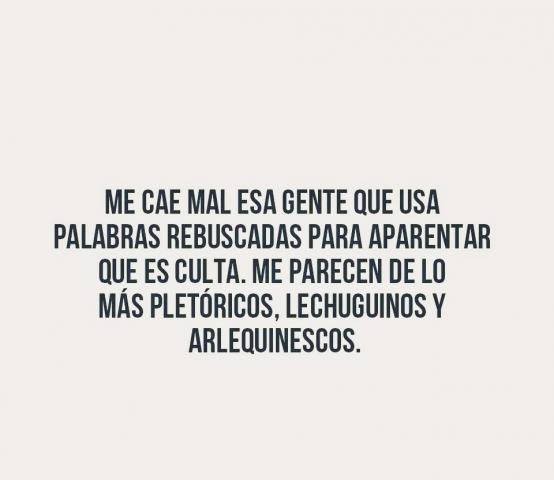 ME CAE MAL ESA GENTE QUE USA
PALABRAS REBUSCADAS PARA APARENTAR
QUE ES CULTA. ME PARECEN DE LO
MÁS PLETÓRICOS, LECHUGUINOS Y
ARLEQUINESCOS.